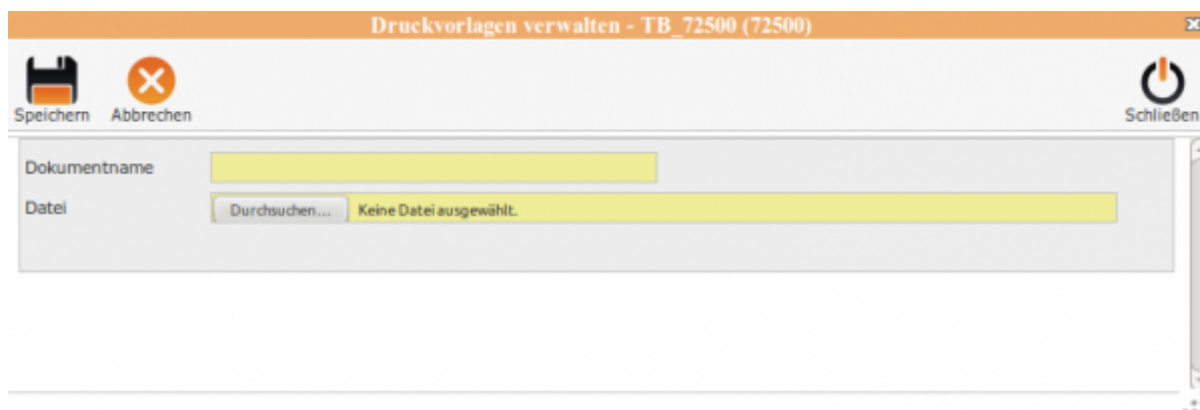 Druckvorlagen verwalten - TB_72500 (72500)
Speichern Abbrechen Schließen
Dokumentname
Datei Durchsuchen... Keine Datei ausgewählt.